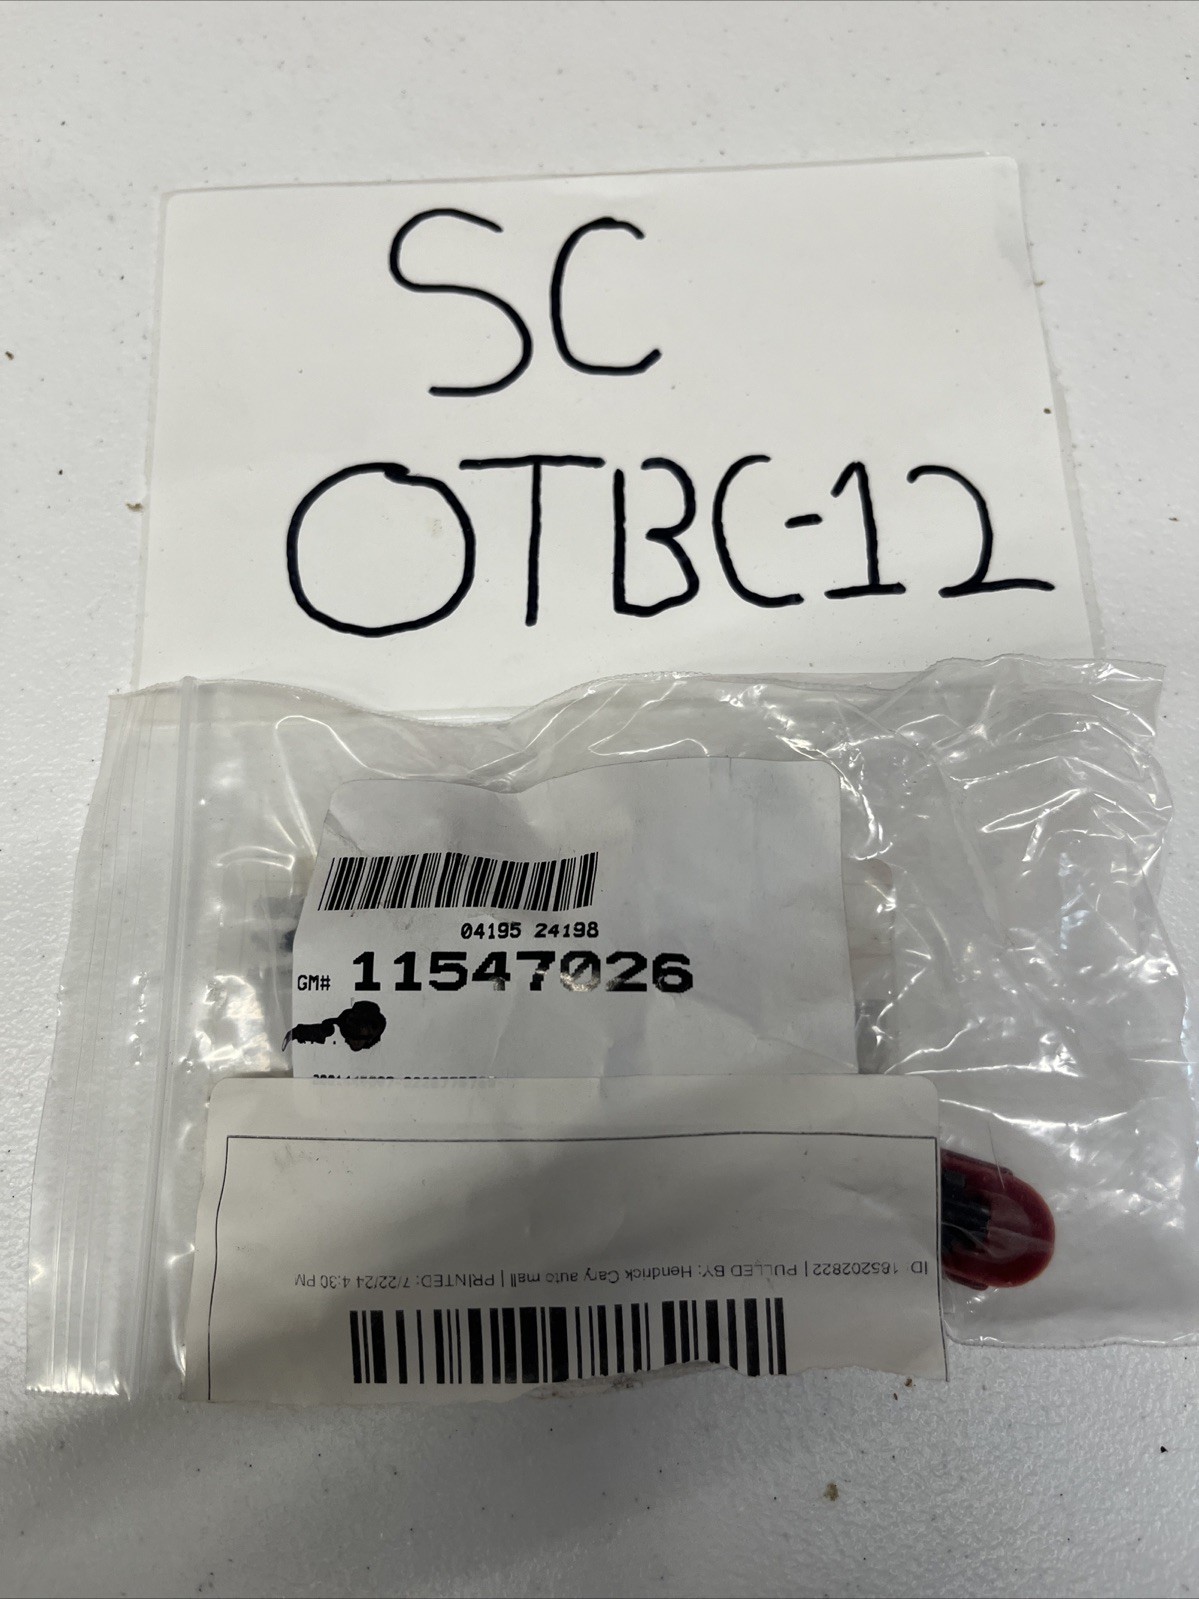 SC
OTBC-12
04195 24198
GM# 11547026
ID: 185202822 | PULLED BY: Hendrick Cary auto mall | PRINTED: 7/22/24 4:30 PM